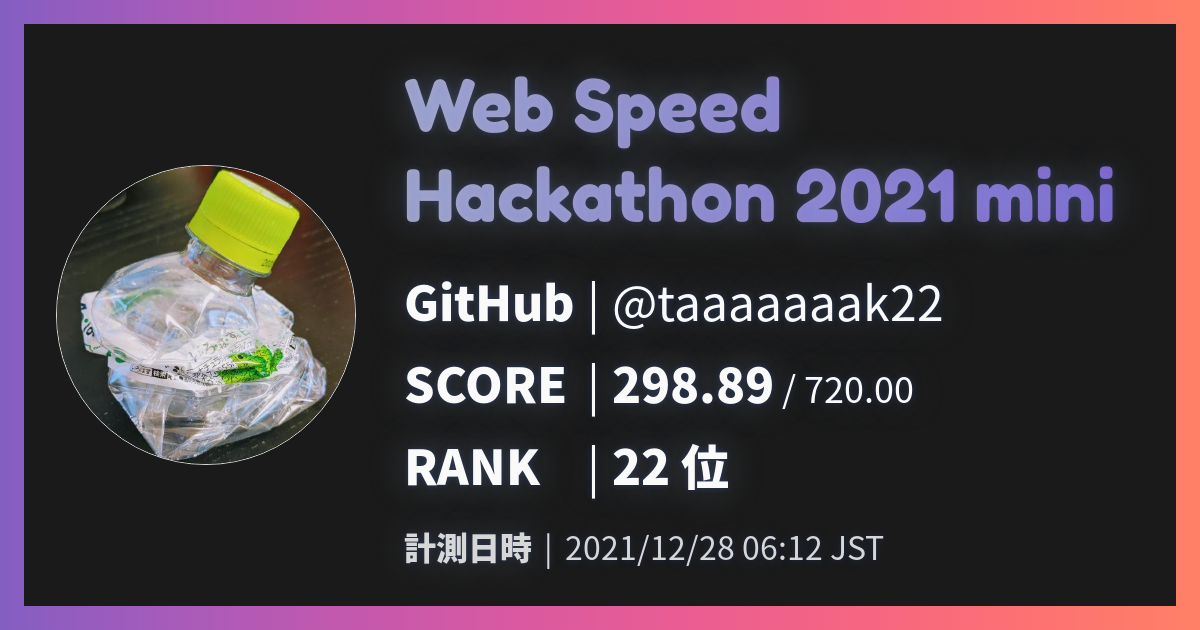 Web Speed
Hackathon 2021 mini
GitHub | @taaaaaaak22
SCORE | 298.89 / 720.00
RANK | 22 位
計測日時 | 2021/12/28 06:12 JST